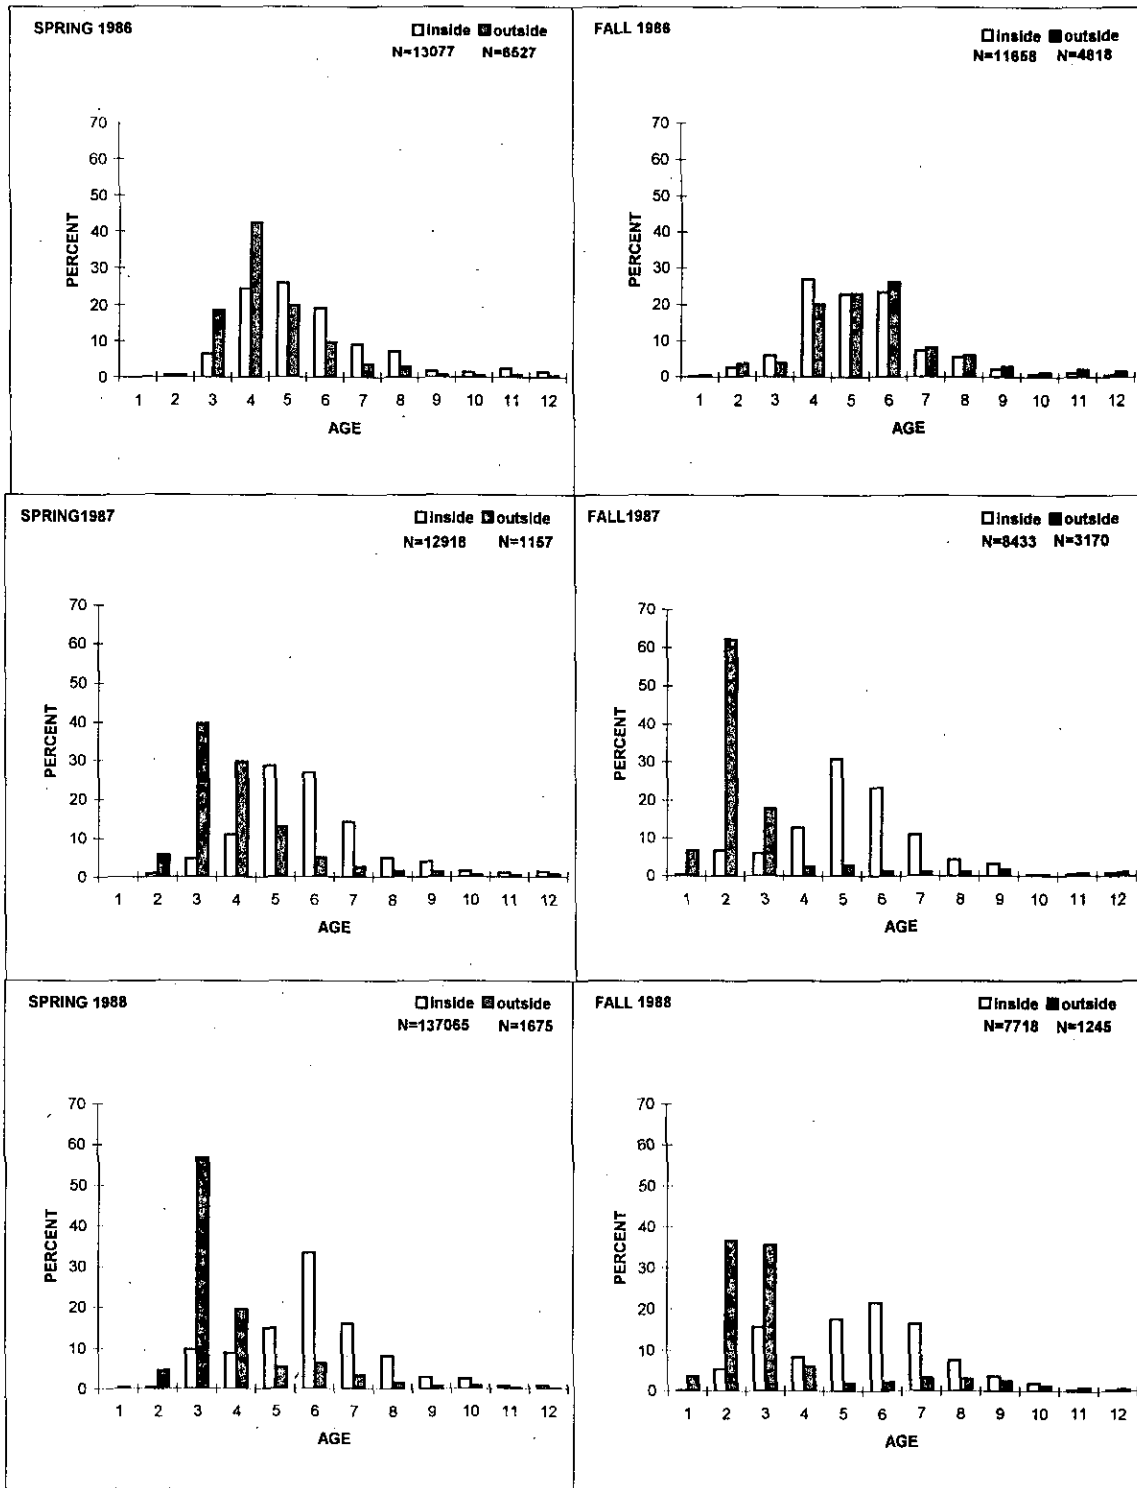 SPRING 1986
inside outside
N=13077 N=6527
70
60
50
40
30
20
10
0
PERCENT
1 2 3 4 5 6 7 8 9 10 11 12
AGE
FALL 1986
inside outside
N=11658 N=4818
70
60
50
40
30
20
10
0
PERCENT
1 2 3 4 5 6 7 8 9 10 11 12
AGE
SPRING1987
inside outside
N=12918 N=1157
70
60
50
40
30
20
10
0
PERCENT
1 2 3 4 5 6 7 8 9 10 11 12
AGE
FALL1987
inside outside
N=8433 N=3170
70
60
50
40
30
20
10
0
PERCENT
1 2 3 4 5 6 7 8 9 10 11 12
AGE
SPRING 1988
inside outside
N=137065 N=1675
70
60
50
40
30
20
10
0
PERCENT
1 2 3 4 5 6 7 8 9 10 11 12
AGE
FALL 1988
inside outside
N=7718 N=1245
70
60
50
40
30
20
10
0
PERCENT
1 2 3 4 5 6 7 8 9 10 11 12
AGE